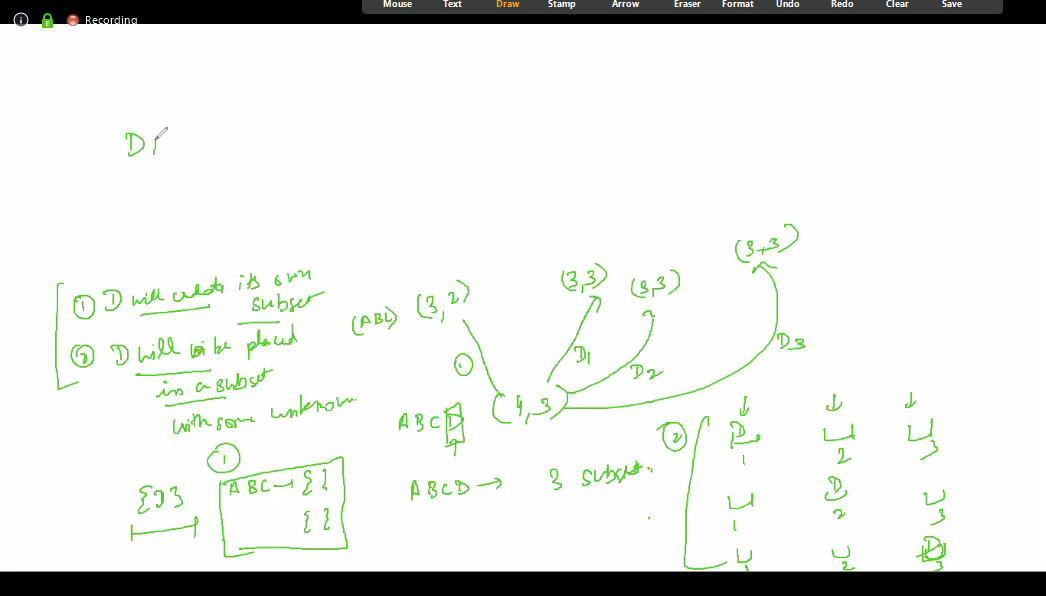 Mouse Text Draw Stamp Arrow Eraser Format Undo Redo Clear Save
Recording
D
(3,3)
① D will create its own
subset
② D will be placed
in a subset
with some unknown
(ABC) (3,2)
(3,3) (3,3)
D1
D2
D3
(4,3)
ABCD
①
{D}
ABC→{}
{}
ABCD → 3 subset.
②
D
1 2 3
D
1 2 3
D
1 2 3